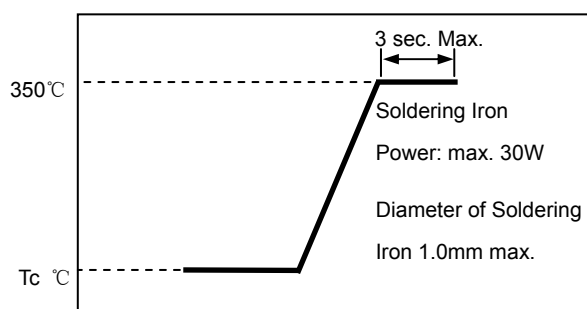 3 sec. Max.
350℃
Soldering Iron
Power: max. 30W
Diameter of Soldering
Iron 1.0mm max.
Tc ℃